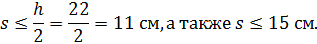 s ≤ h/2 = 22/2 = 11 см, а также s ≤ 15 см.